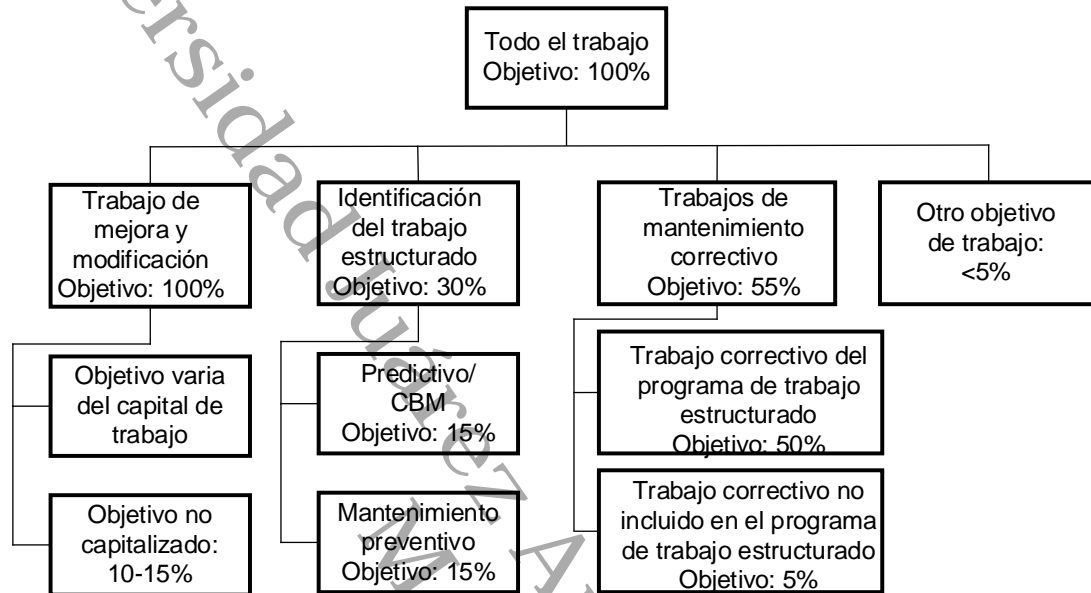 Todo el trabajo
Objetivo: 100%
Trabajo de
mejora y
modificación
Objetivo: 100%
Identificación
del trabajo
estructurado
Objetivo: 30%
Trabajos de
mantenimiento
correctivo
Objetivo: 55%
Otro objetivo
de trabajo:
<5%
Objetivo varia
del capital de
trabajo
Predictivo/
CBM
Objetivo: 15%
Trabajo correctivo del
programa de trabajo
estructurado
Objetivo: 50%
Objetivo no
capitalizado:
10-15%
Mantenimiento
preventivo
Objetivo: 15%
Trabajo correctivo no
incluido en el programa
de trabajo estructurado
Objetivo: 5%
ersidad Juárez A
M